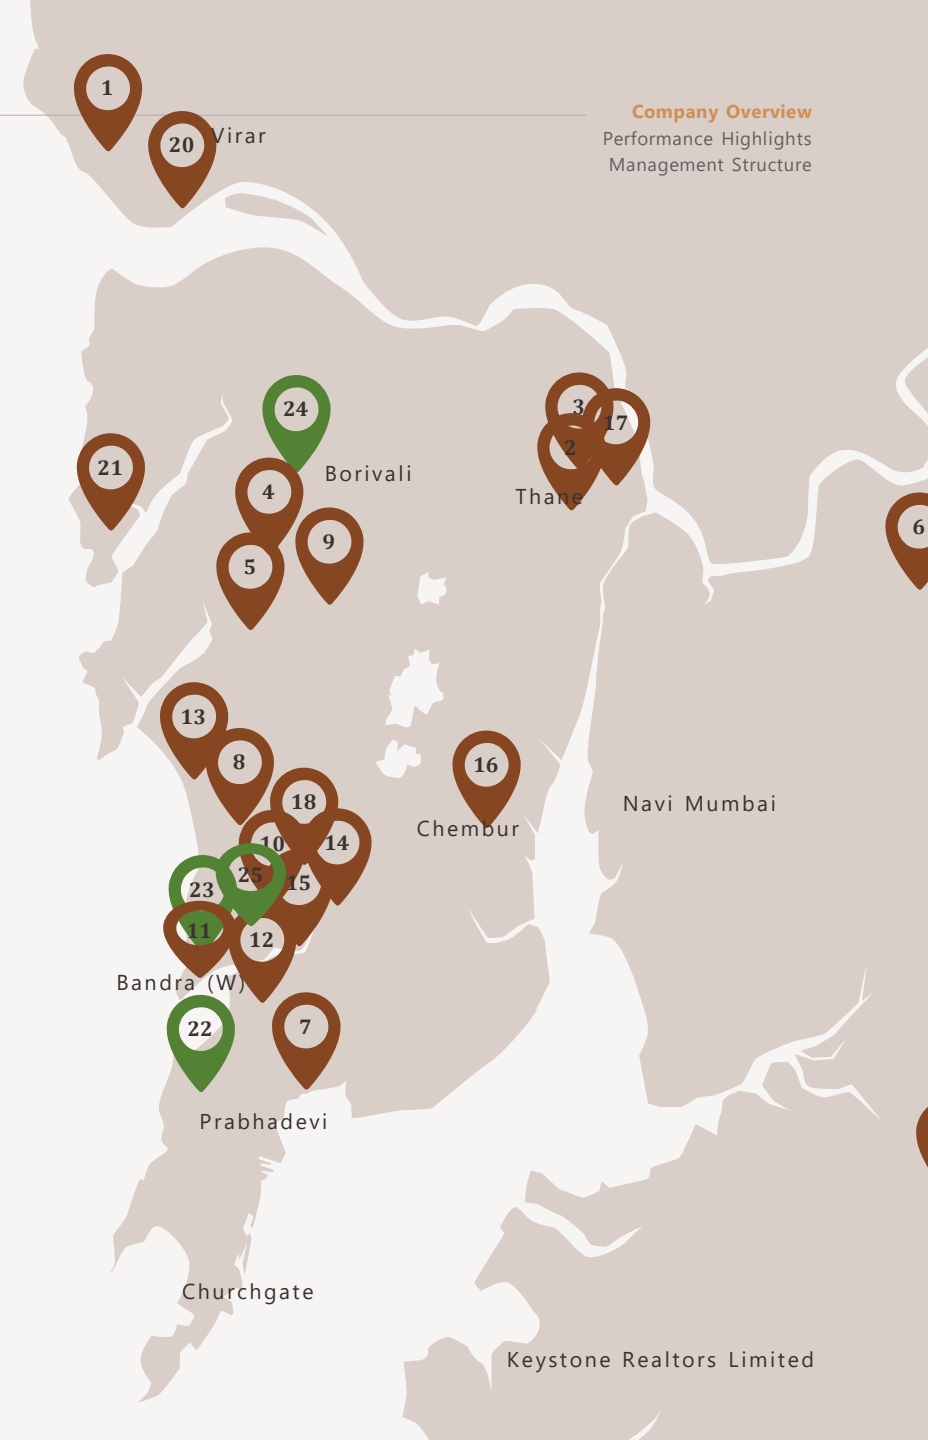 1
Company Overview
20
Virar
Performance Highlights
Management Structure
24
3
17
2
21
Borivali
4
Thane
6
9
5
13
8
16
18
Chembur
Navi Mumbai
10
14
25
15
23
11
12
Bandra (W)
22
7
Prabhadevi
Churchgate
Keystone Realtors Limited